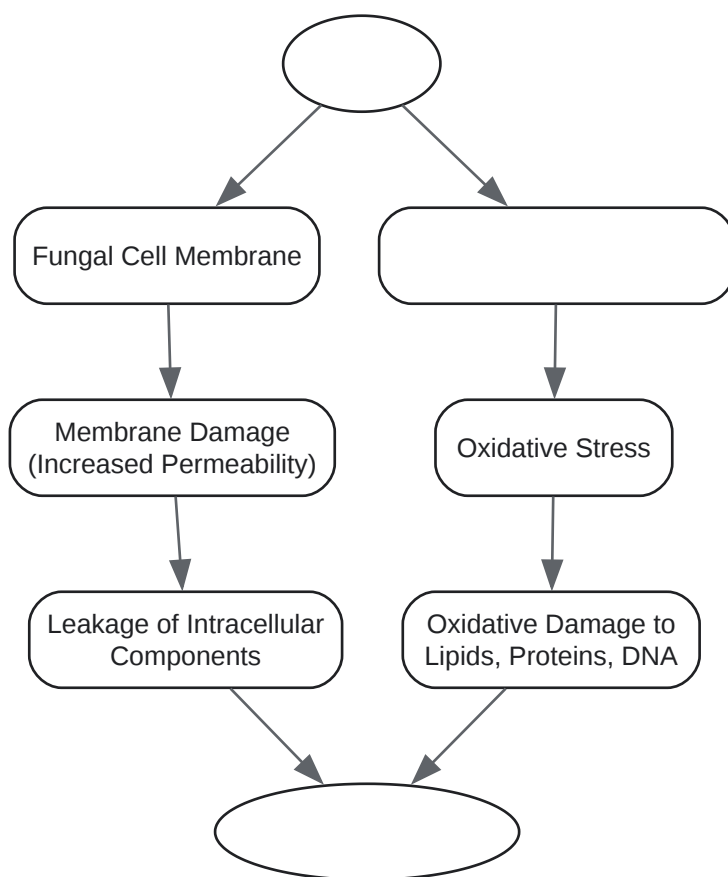 Fungal Cell Membrane
Membrane Damage
(Increased Permeability)
Oxidative Stress
Leakage of Intracellular
Components
Oxidative Damage to
Lipids, Proteins, DNA